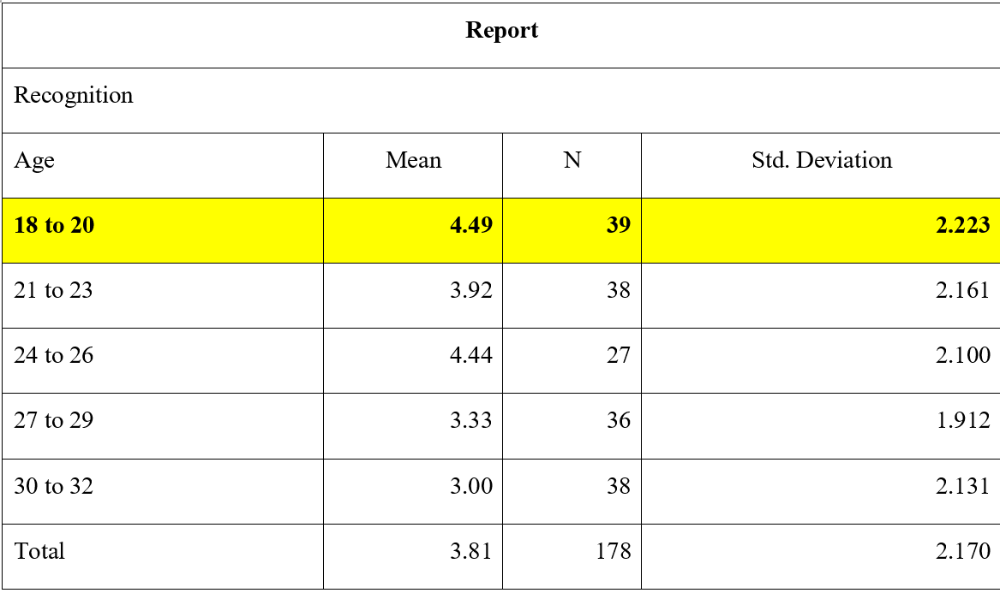 Report
Recognition
Age Mean N Std. Deviation
18 to 20 4.49 39 2.223
21 to 23 3.92 38 2.161
24 to 26 4.44 27 2.100
27 to 29 3.33 36 1.912
30 to 32 3.00 38 2.131
Total 3.81 178 2.170